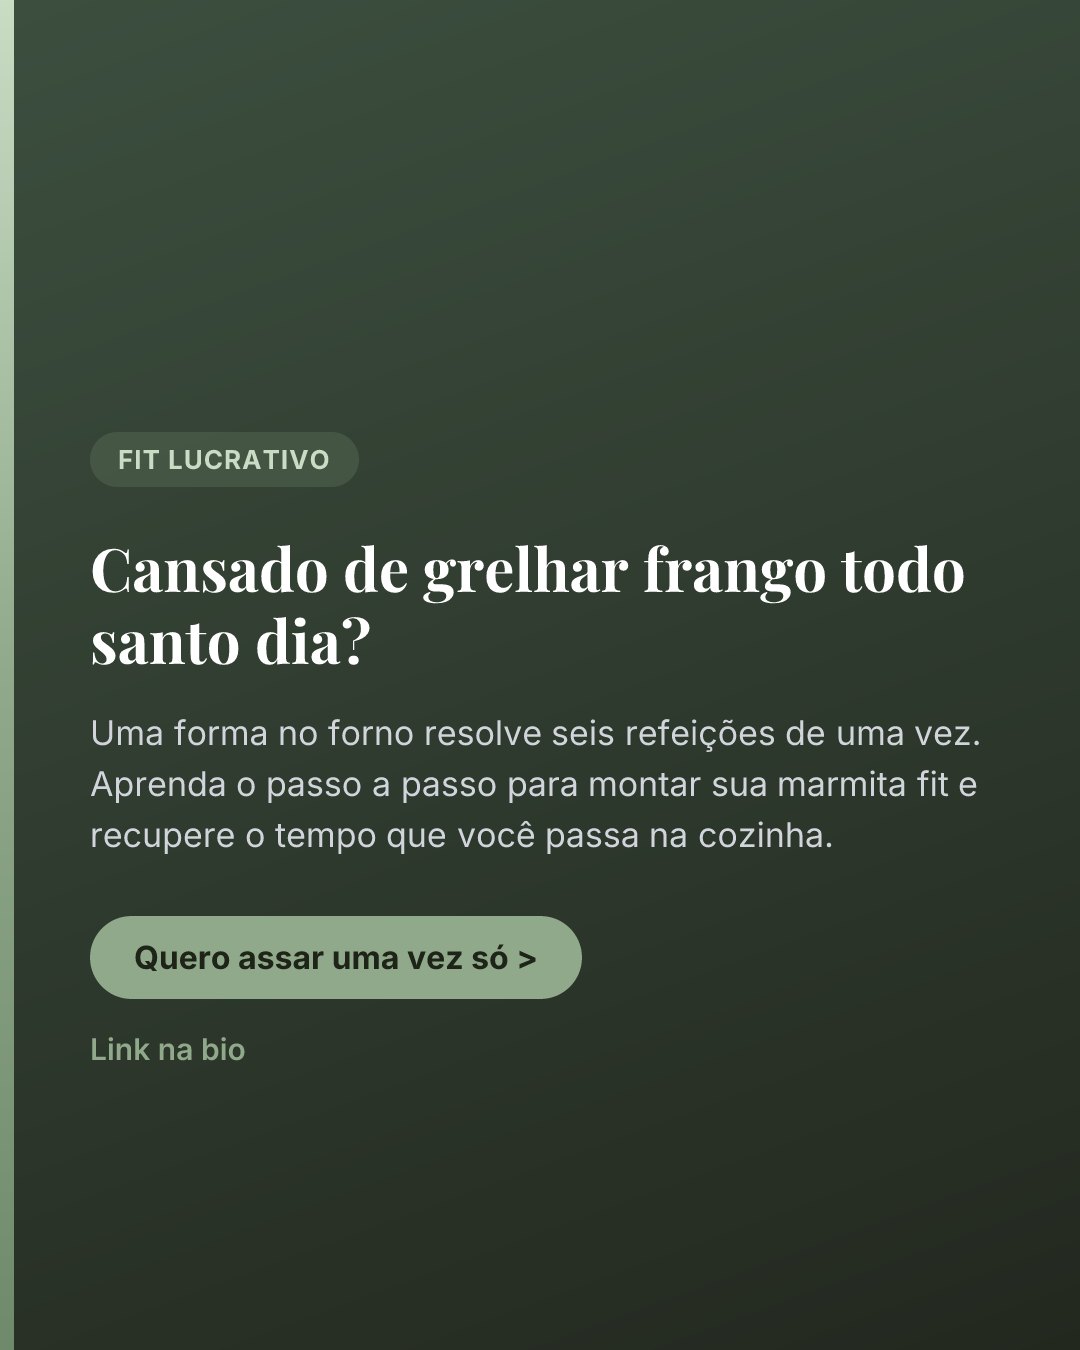 FIT LUCRATIVO
Cansado de grelhar frango todo
santo dia?
Uma forma no forno resolve seis refeições de uma vez.
Aprenda o passo a passo para montar sua marmita fit e
recupere o tempo que você passa na cozinha.
Quero assar uma vez só >
Link na bio